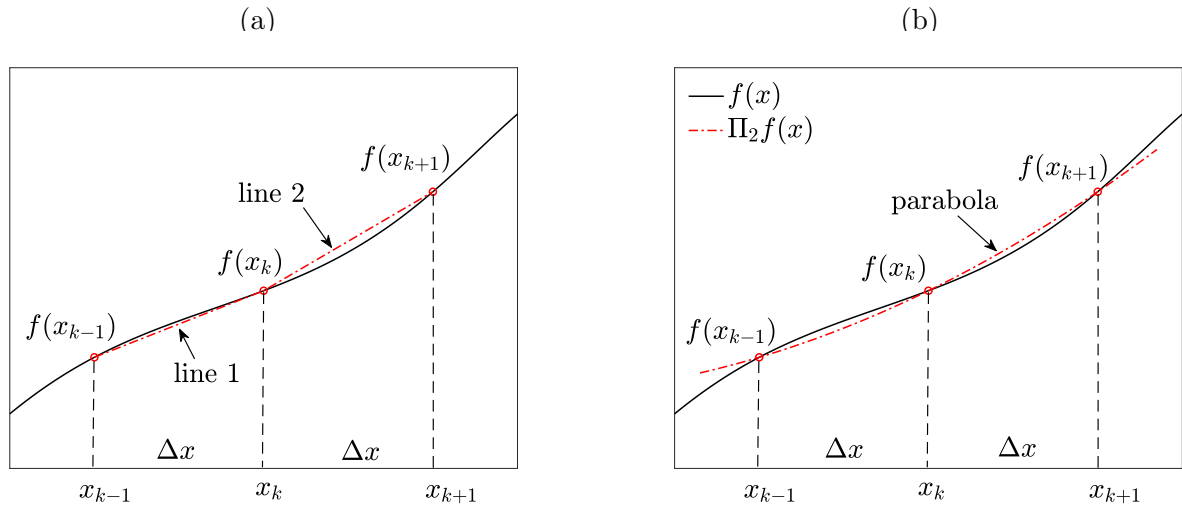 (a)
f(x_{k+1})
line 2
f(x_k)
f(x_{k−1})
line 1
Δx Δx
x_{k−1} x_k x_{k+1}
(b)
f(x)
Π_2 f(x)
f(x_{k+1})
parabola
f(x_k)
f(x_{k−1})
Δx Δx
x_{k−1} x_k x_{k+1}